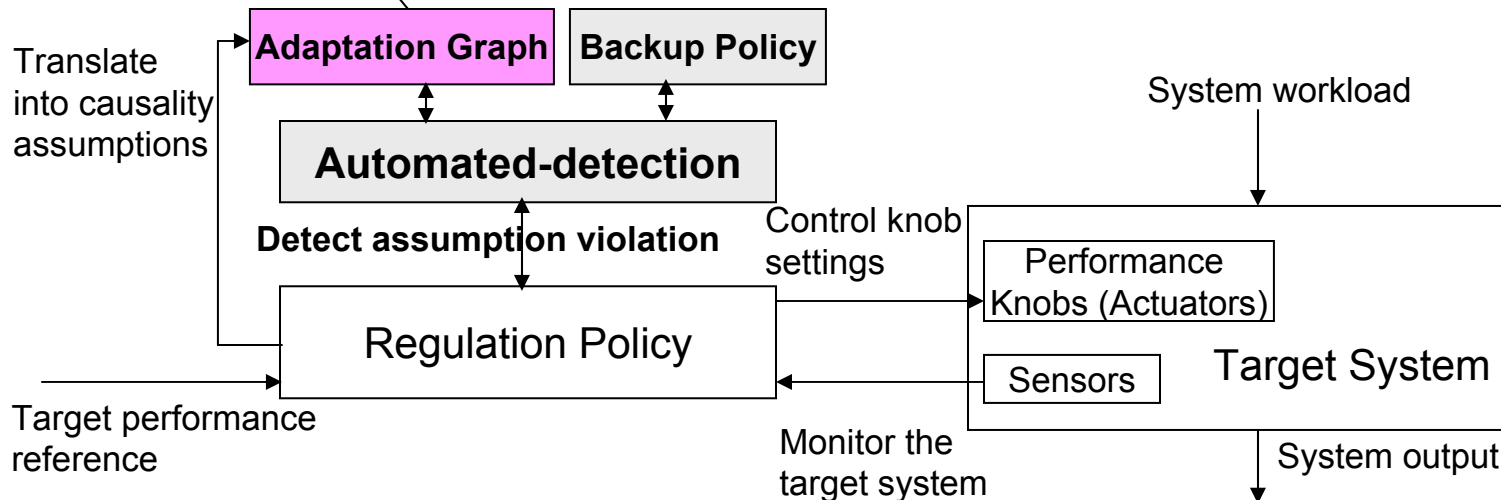 Adaptation Graph
Backup Policy
Translate
into causality
assumptions
System workload
Automated-detection
Detect assumption violation
Control knob
settings
Performance
Knobs (Actuators)
Regulation Policy
Target System
Sensors
Target performance
reference
Monitor the
target system
System output